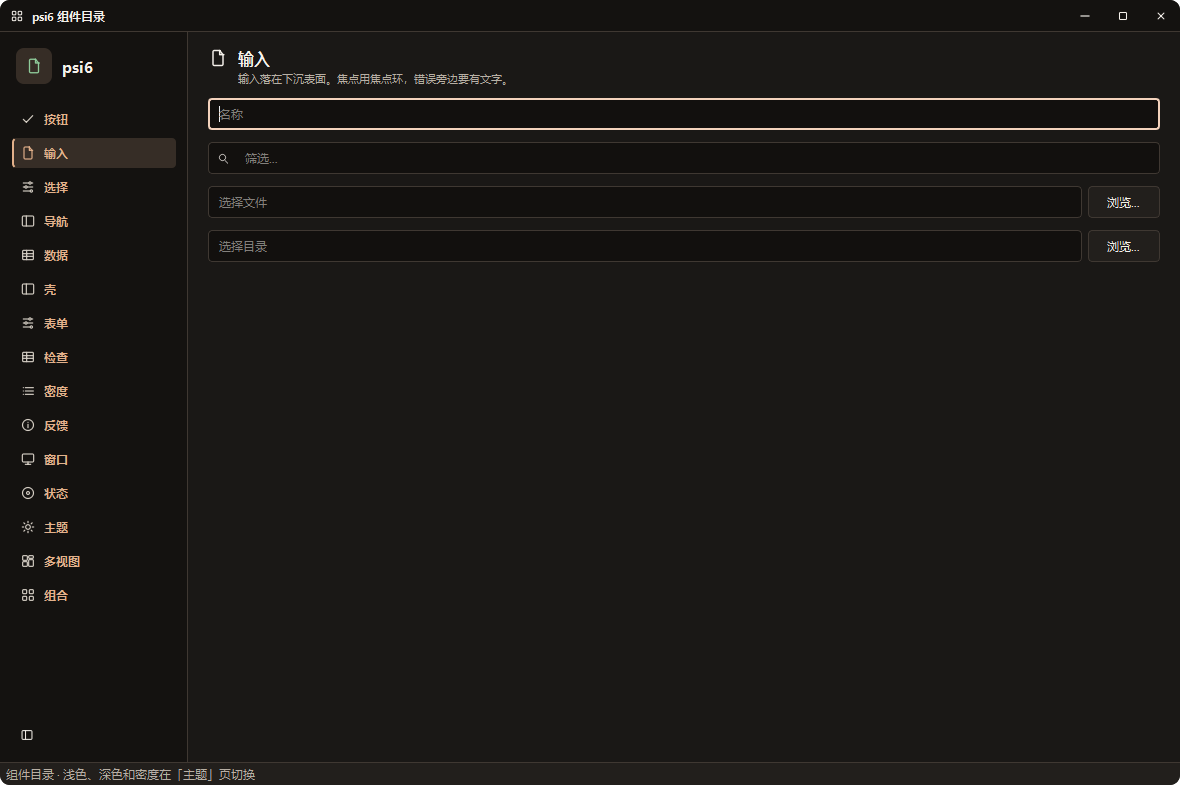 psi6 组件目录
psi6
按钮
输入
选择
导航
数据
壳
表单
检查
密度
反馈
窗口
状态
主题
多视图
组合
输入
输入落在下沉表面。焦点用焦点环，错误旁边要有文字。
名称
筛选...
选择文件 浏览...
选择目录 浏览...
组件目录 · 浅色、深色和密度在「主题」页切换